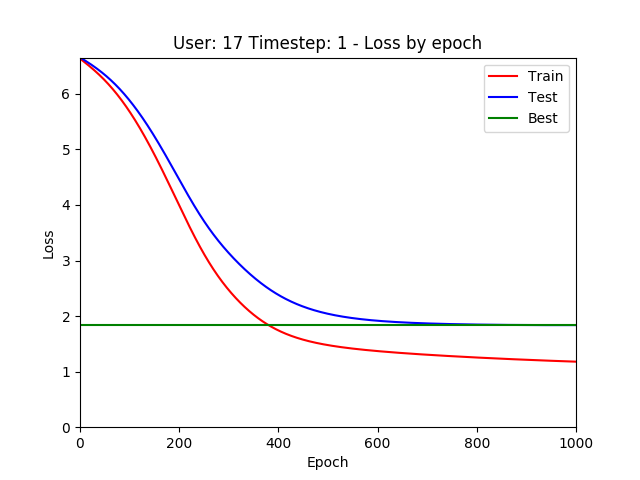 User: 17 Timestep: 1 - Loss by epoch
Train
Test
Best
Loss
6
5
4
3
2
1
0
0 200 400 600 800 1000
Epoch